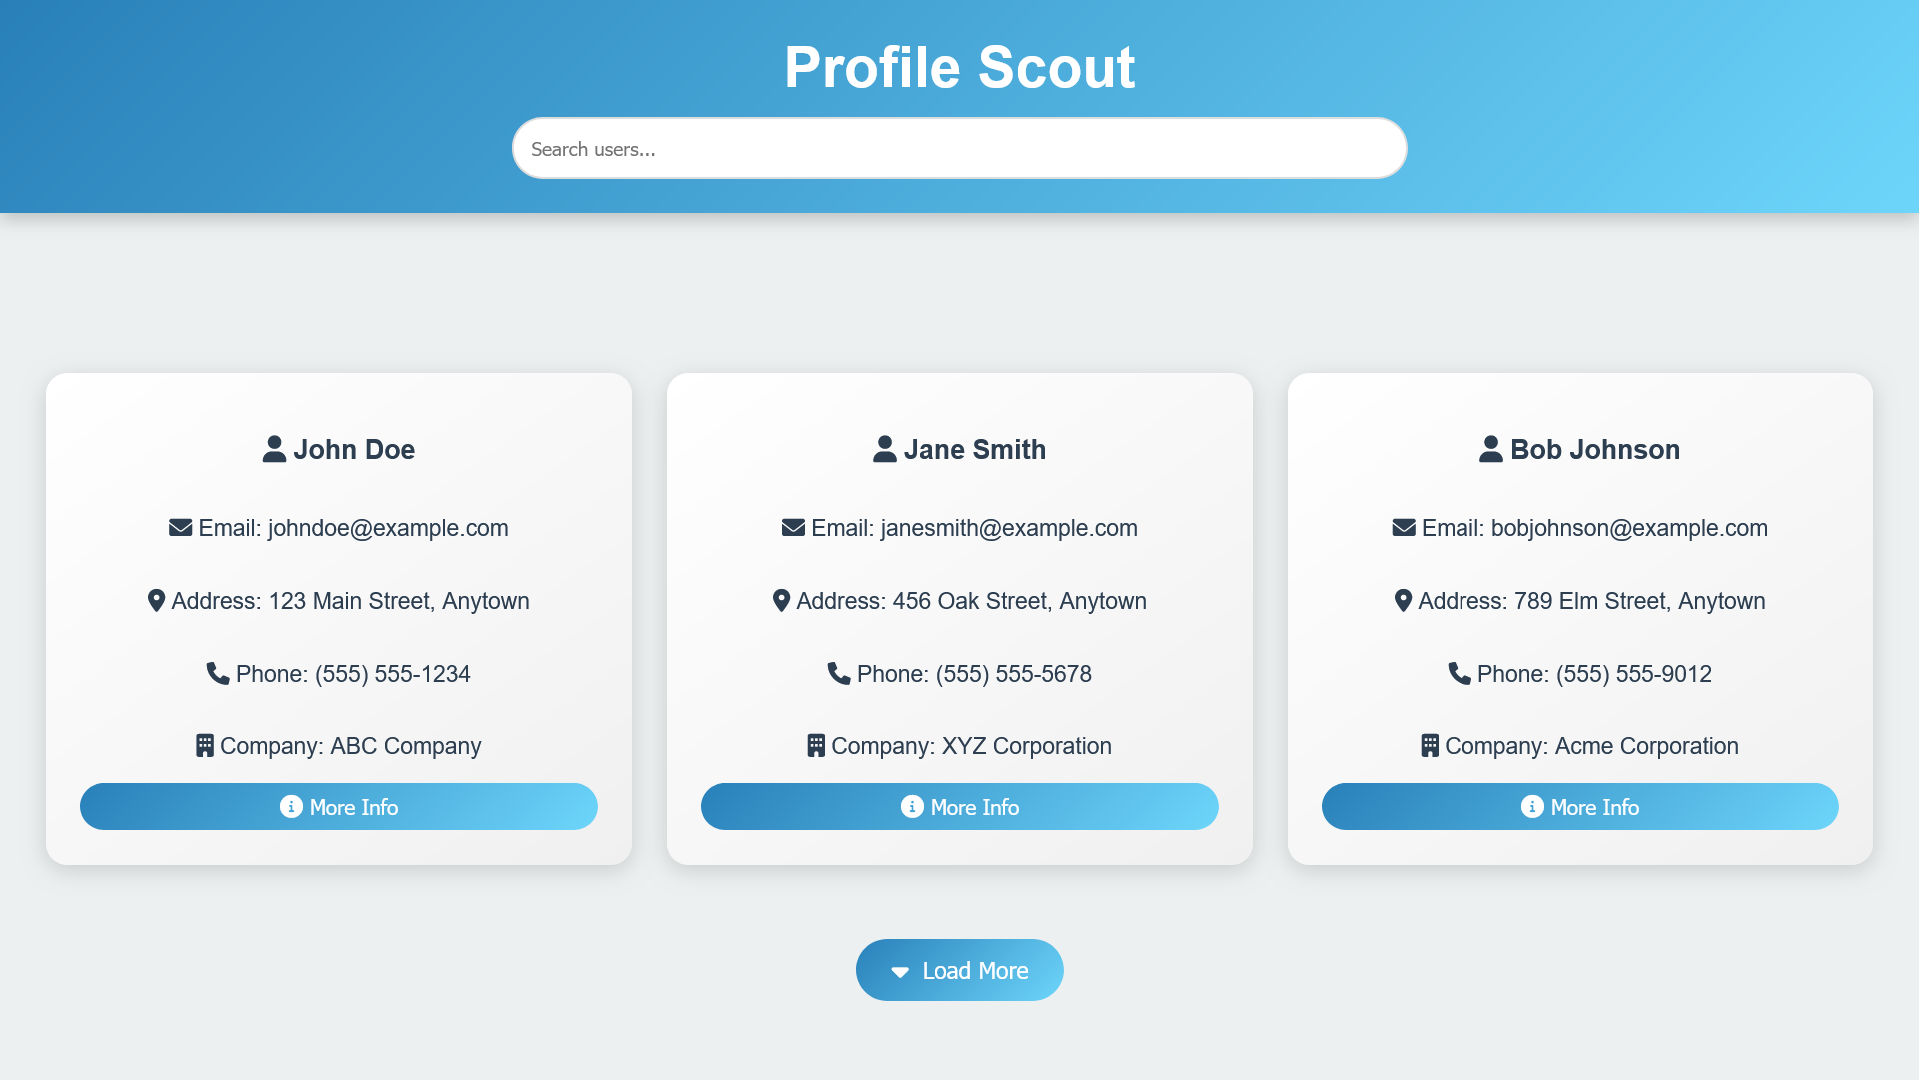 Profile Scout
Search users...
John Doe
Email: johndoe@example.com
Address: 123 Main Street, Anytown
Phone: (555) 555-1234
Company: ABC Company
More Info
Jane Smith
Email: janesmith@example.com
Address: 456 Oak Street, Anytown
Phone: (555) 555-5678
Company: XYZ Corporation
More Info
Bob Johnson
Email: bobjohnson@example.com
Address: 789 Elm Street, Anytown
Phone: (555) 555-9012
Company: Acme Corporation
More Info
Load More